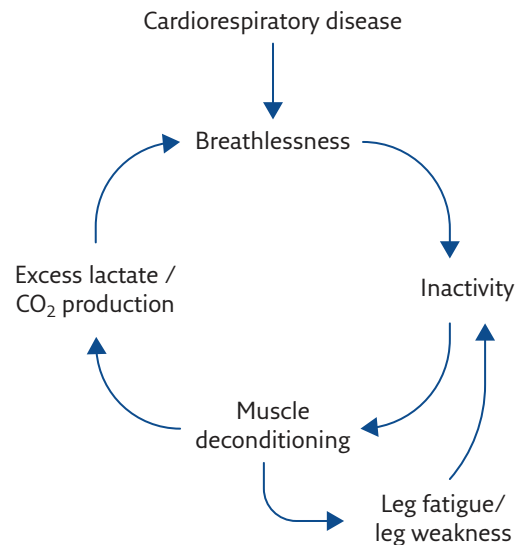 Cardiorespiratory disease
Breathlessness
Excess lactate /
CO₂ production
Inactivity
Muscle
deconditioning
Leg fatigue/
leg weakness